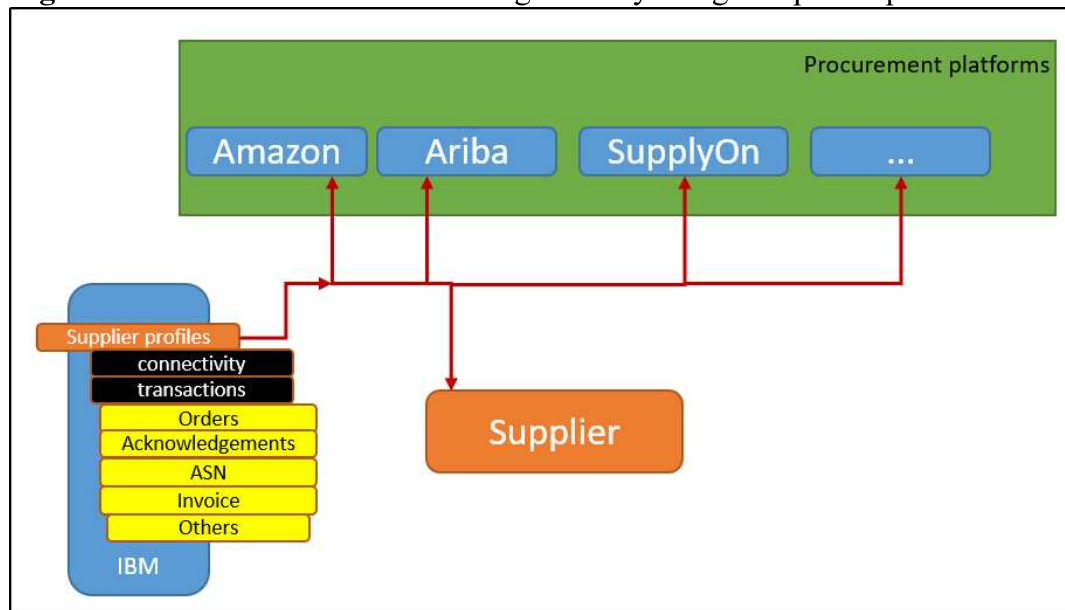 Procurement platforms
Amazon
Ariba
SupplyOn
...
Supplier profiles
connectivity
transactions
Orders
Acknowledgements
ASN
Invoice
Others
IBM
Supplier